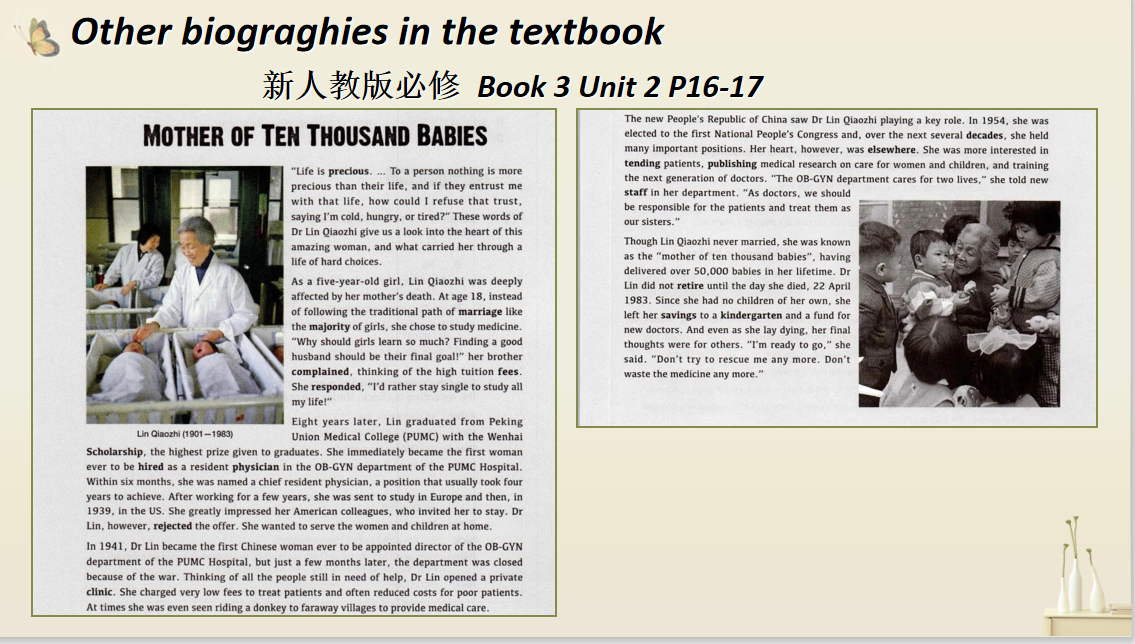 Other biograghies in the textbook
新人教版必修 Book 3 Unit 2 P16-17
MOTHER OF TEN THOUSAND BABIES
"Life is precious. ... To a person nothing is more
precious than their life, and if they entrust me
with that life, how could I refuse that trust,
saying I'm cold, hungry, or tired?" These words of
Dr Lin Qiaozhi give us a look into the heart of this
amazing woman, and what carried her through a
life of hard choices.
As a five-year-old girl, Lin Qiaozhi was deeply
affected by her mother's death. At age 18, instead
of following the traditional path of marriage like
the majority of girls, she chose to study medicine.
"Why should girls learn so much? Finding a good
husband should be their final goal!" her brother
complained, thinking of the high tuition fees.
She responded, "I'd rather stay single to study all
my life!"
Eight years later, Lin graduated from Peking
Union Medical College (PUMC) with the Wenhai
Lin Qiaozhi (1901—1983)
Scholarship, the highest prize given to graduates. She immediately became the first woman
ever to be hired as a resident physician in the OB-GYN department of the PUMC Hospital.
Within six months, she was named a chief resident physician, a position that usually took four
years to achieve. After working for a few years, she was sent to study in Europe and then, in
1939, in the US. She greatly impressed her American colleagues, who invited her to stay. Dr
Lin, however, rejected the offer. She wanted to serve the women and children at home.
In 1941, Dr Lin became the first Chinese woman ever to be appointed director of the OB-GYN
department of the PUMC Hospital, but just a few months later, the department was closed
because of the war. Thinking of all the people still in need of help, Dr Lin opened a private
clinic. She charged very low fees to treat patients and often reduced costs for poor patients.
At times she was even seen riding a donkey to faraway villages to provide medical care.
The new People's Republic of China saw Dr Lin Qiaozhi playing a key role. In 1954, she was
elected to the first National People's Congress and, over the next several decades, she held
many important positions. Her heart, however, was elsewhere. She was more interested in
tending patients, publishing medical research on care for women and children, and training
the next generation of doctors. "The OB-GYN department cares for two lives," she told new
staff in her department. "As doctors, we should
be responsible for the patients and treat them as
our sisters."
Though Lin Qiaozhi never married, she was known
as the "mother of ten thousand babies", having
delivered over 50,000 babies in her lifetime. Dr
Lin did not retire until the day she died, 22 April
1983. Since she had no children of her own, she
left her savings to a kindergarten and a fund for
new doctors. And even as she lay dying, her final
thoughts were for others. "I'm ready to go," she
said. "Don't try to rescue me any more. Don't
waste the medicine any more."